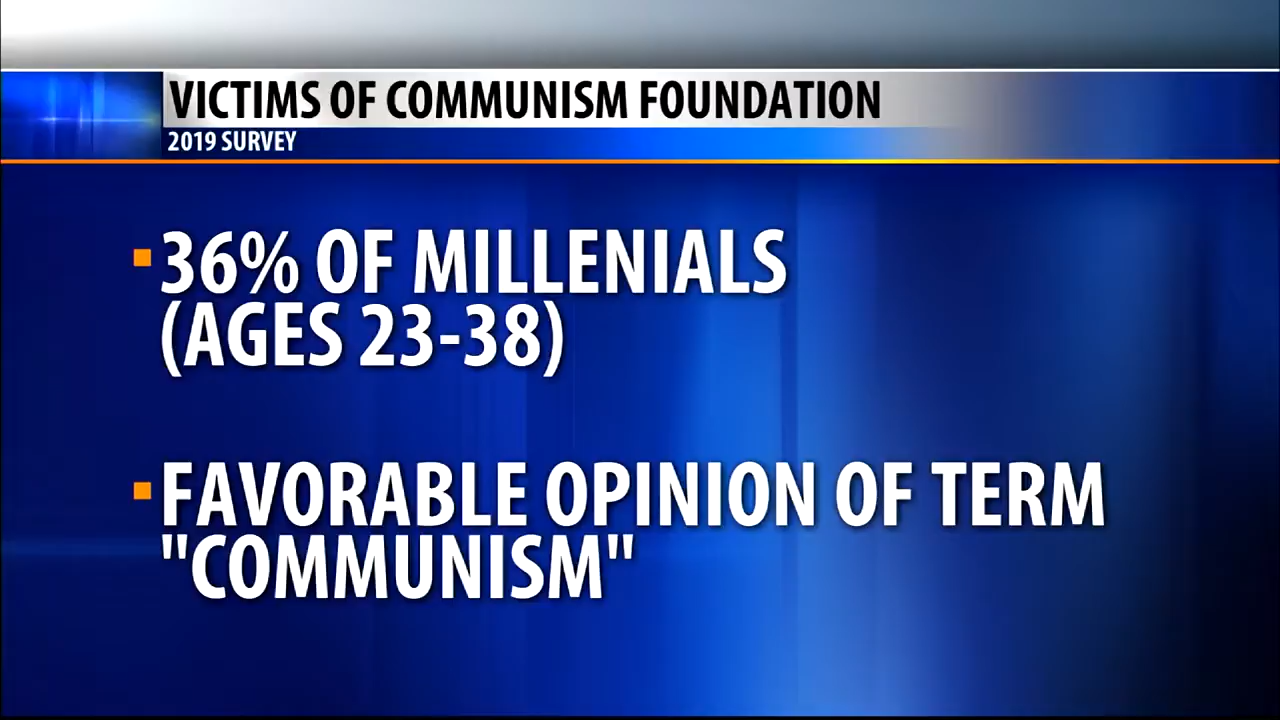 VICTIMS OF COMMUNISM FOUNDATION
2019 SURVEY
36% OF MILLENIALS
(AGES 23-38)
FAVORABLE OPINION OF TERM
"COMMUNISM"